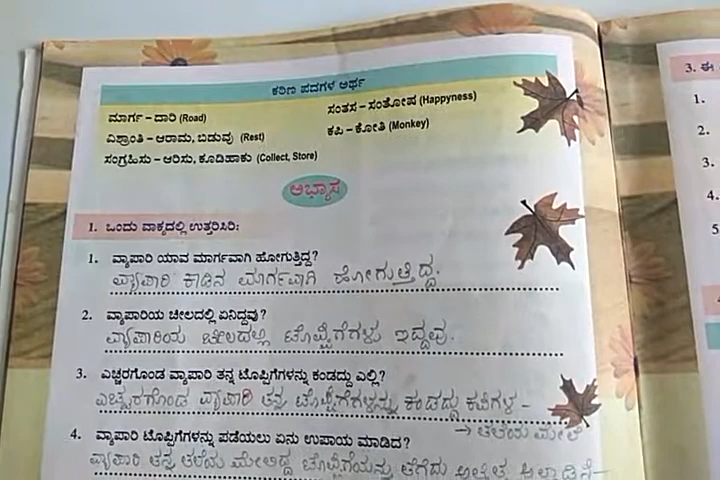 ಕಠಿಣ ಪದಗಳ ಅರ್ಥ
ಮಾರ್ಗ – ದಾರಿ (Road)
ಸಂತಸ – ಸಂತೋಷ (Happyness)
ವಿಶ್ರಾಂತಿ – ಆರಾಮ, ಬಿಡುವು (Rest)
ಕಪಿ – ಕೋತಿ (Monkey)
ಸಂಗ್ರಹಿಸು – ಆರಿಸು, ಕೂಡಿಹಾಕು (Collect, Store)
ಅಭ್ಯಾಸ
1. ಒಂದು ವಾಕ್ಯದಲ್ಲಿ ಉತ್ತರಿಸಿರಿ:
1. ವ್ಯಾಪಾರಿ ಯಾವ ಮಾರ್ಗವಾಗಿ ಹೋಗುತ್ತಿದ್ದ?
ವ್ಯಾಪಾರಿ ಕಾಡಿನ ಮಾರ್ಗವಾಗಿ ಹೋಗುತ್ತಿದ್ದ.
2. ವ್ಯಾಪಾರಿಯ ಚೀಲದಲ್ಲಿ ಏನಿದ್ದವು?
ವ್ಯಾಪಾರಿಯ ಚೀಲದಲ್ಲಿ ಟೊಪ್ಪಿಗೆಗಳು ಇದ್ದವು.
3. ಎಚ್ಚರಗೊಂಡ ವ್ಯಾಪಾರಿ ತನ್ನ ಟೊಪ್ಪಿಗೆಗಳನ್ನು ಕಂಡದ್ದು ಎಲ್ಲಿ?
ಎಚ್ಚರಗೊಂಡ ವ್ಯಾಪಾರಿ ತನ್ನ ಟೊಪ್ಪಿಗೆಗಳನ್ನು ಕಂಡದ್ದು ಕಪಿಗಳ –
→ ತಲೆಯ ಮೇಲೆ
4. ವ್ಯಾಪಾರಿ ಟೊಪ್ಪಿಗೆಗಳನ್ನು ಪಡೆಯಲು ಏನು ಉಪಾಯ ಮಾಡಿದ?
ವ್ಯಾಪಾರಿ ತನ್ನ ತಲೆಯ ಮೇಲಿದ್ದ ಟೊಪ್ಪಿಗೆಯನ್ನು ತೆಗೆದು
3. ಈ
1.
2.
3.
4.
5